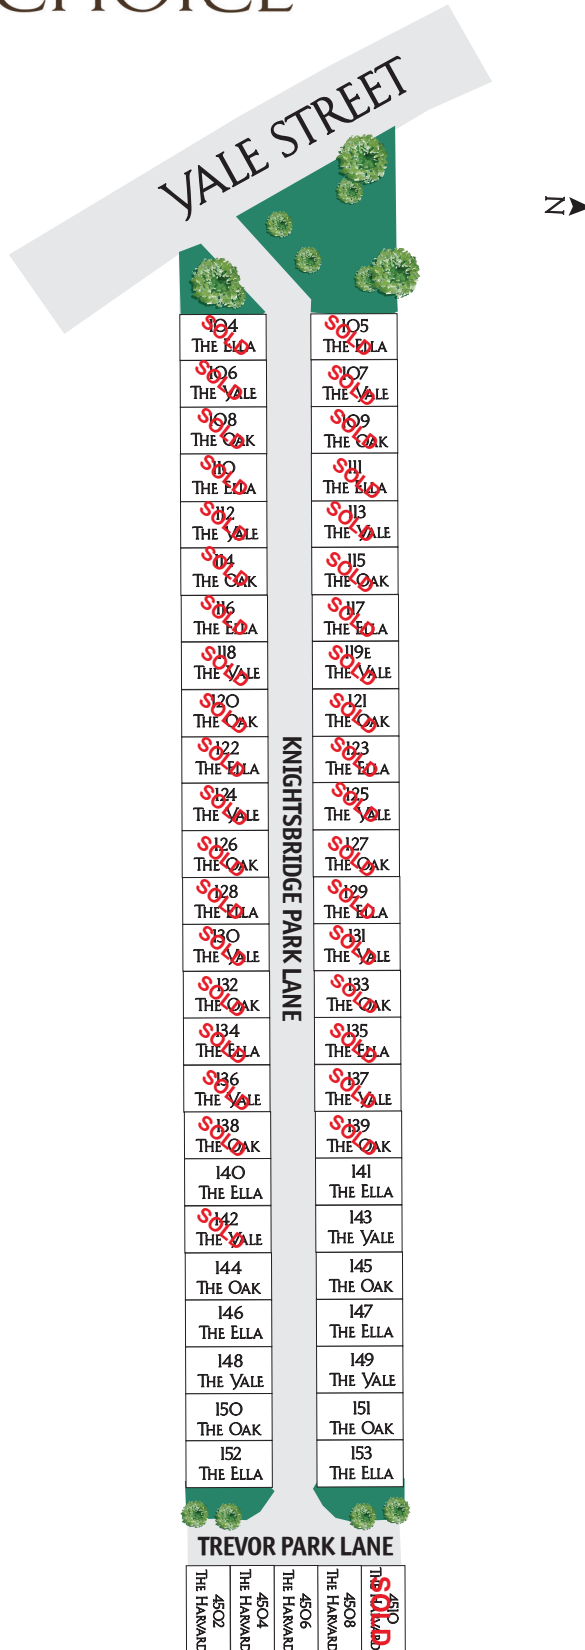 CHOICE
YALE STREET
N
104
THE ELLA
SOLD
105
THE ELLA
SOLD
106
THE YALE
SOLD
107
THE YALE
SOLD
108
THE OAK
SOLD
109
THE OAK
SOLD
110
THE ELLA
SOLD
111
THE ELLA
SOLD
112
THE YALE
SOLD
113
THE YALE
SOLD
114
THE OAK
SOLD
115
THE OAK
SOLD
116
THE ELLA
SOLD
117
THE ELLA
SOLD
118
THE YALE
SOLD
119E
THE YALE
SOLD
120
THE OAK
SOLD
121
THE OAK
SOLD
122
THE ELLA
SOLD
123
THE ELLA
SOLD
124
THE YALE
SOLD
125
THE YALE
SOLD
126
THE OAK
SOLD
127
THE OAK
SOLD
128
THE ELLA
SOLD
129
THE ELLA
SOLD
130
THE YALE
SOLD
131
THE YALE
SOLD
132
THE OAK
SOLD
133
THE OAK
SOLD
134
THE ELLA
SOLD
135
THE ELLA
SOLD
136
THE YALE
SOLD
137
THE YALE
SOLD
138
THE OAK
SOLD
139
THE OAK
SOLD
140
THE ELLA
141
THE ELLA
142
THE YALE
SOLD
143
THE YALE
144
THE OAK
145
THE OAK
146
THE ELLA
147
THE ELLA
148
THE YALE
149
THE YALE
150
THE OAK
151
THE OAK
152
THE ELLA
153
THE ELLA
KNIGHTSBRIDGE PARK LANE
TREVOR PARK LANE
4502
THE HARVARD
4504
THE HARVARD
4506
THE HARVARD
4508
THE HARVARD
4510
THE HARVARD
SOLD